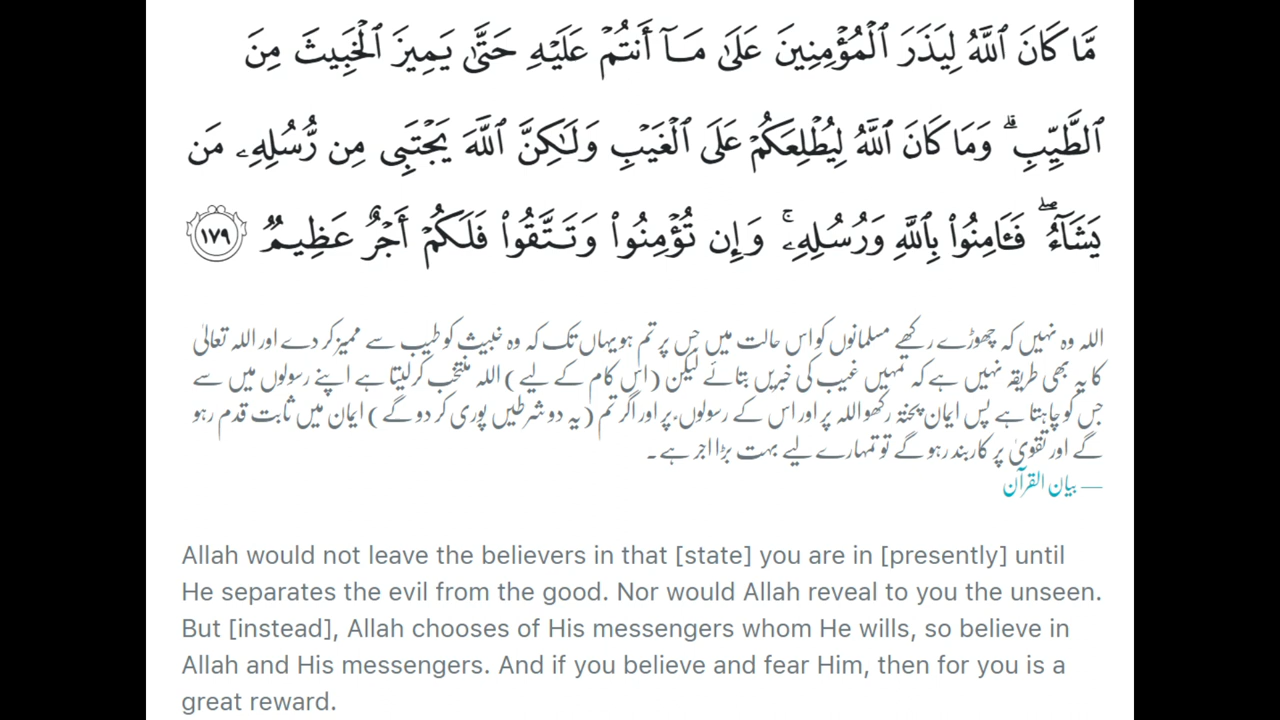 مَّا كَانَ ٱللَّهُ لِيَذَرَ ٱلْمُؤْمِنِينَ عَلَىٰ مَآ أَنتُمْ عَلَيْهِ حَتَّىٰ يَمِيزَ ٱلْخَبِيثَ مِنَ
ٱلطَّيِّبِ ۗ وَمَا كَانَ ٱللَّهُ لِيُطْلِعَكُمْ عَلَى ٱلْغَيْبِ وَلَـٰكِنَّ ٱللَّهَ يَجْتَبِى مِن رُّسُلِهِۦ مَن
يَشَآءُ ۖ فَـَٔامِنُوا۟ بِٱللَّهِ وَرُسُلِهِۦ ۚ وَإِن تُؤْمِنُوا۟ وَتَتَّقُوا۟ فَلَكُمْ أَجْرٌ عَظِيمٌ ١٧٩
اللہ وہ نہیں کہ چھوڑے رکھے مسلمانوں کو اس حالت میں جس پر تم ہو یہاں تک کہ وہ خبیث کو طیب سے ممیز کر دے اور اللہ تعالیٰ
کا یہ بھی طریقہ نہیں ہے کہ تمہیں غیب کی خبریں بتائے لیکن (اس کام کے لیے) اللہ منتخب کرلیتا ہے اپنے رسولوں میں سے
جس کو چاہتا ہے پس ایمان پختہ رکھو اللہ پر اور اس کے رسولوں پر اور اگر تم (یہ دو شرطیں پوری کر دو گے) ایمان میں ثابت قدم رہو
گے اور تقویٰ پر کاربند رہو گے تو تمہارے لیے بہت بڑا اجر ہے۔
— بیان القرآن
Allah would not leave the believers in that [state] you are in [presently] until
He separates the evil from the good. Nor would Allah reveal to you the unseen.
But [instead], Allah chooses of His messengers whom He wills, so believe in
Allah and His messengers. And if you believe and fear Him, then for you is a
great reward.